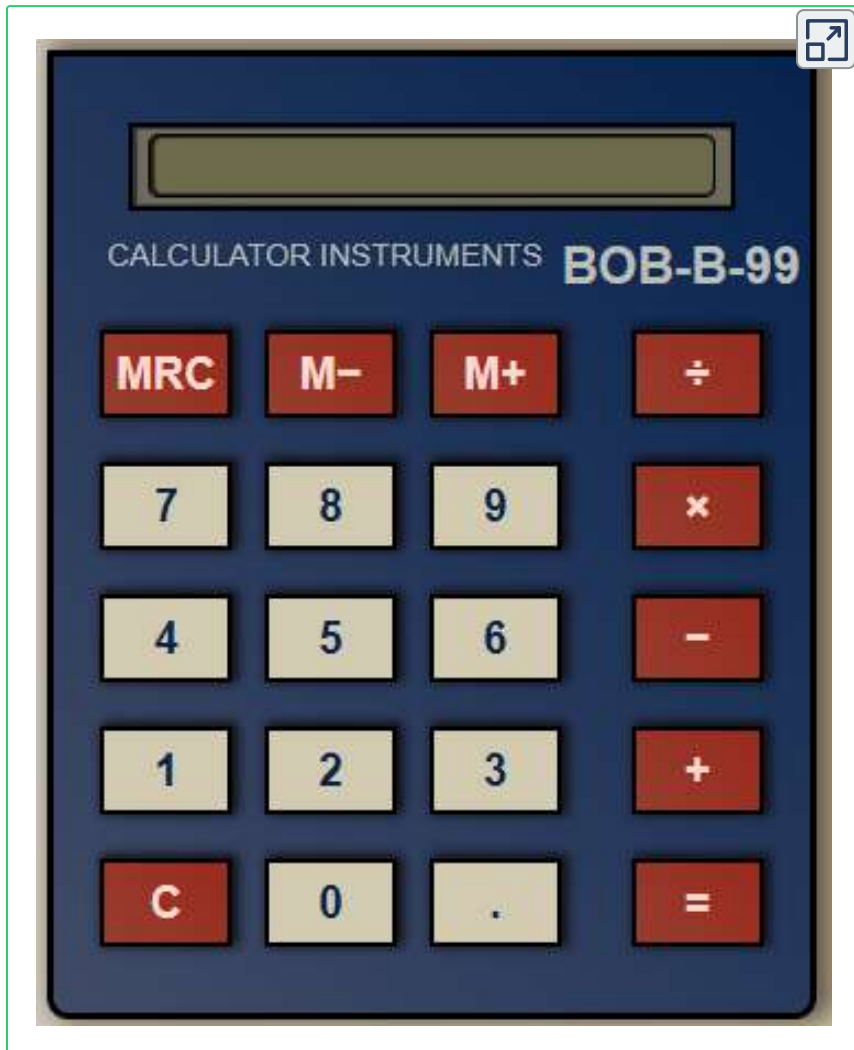 CALCULATOR INSTRUMENTS BOB-B-99
MRC M− M+ ÷
7 8 9 ×
4 5 6 −
1 2 3 +
C 0 . =